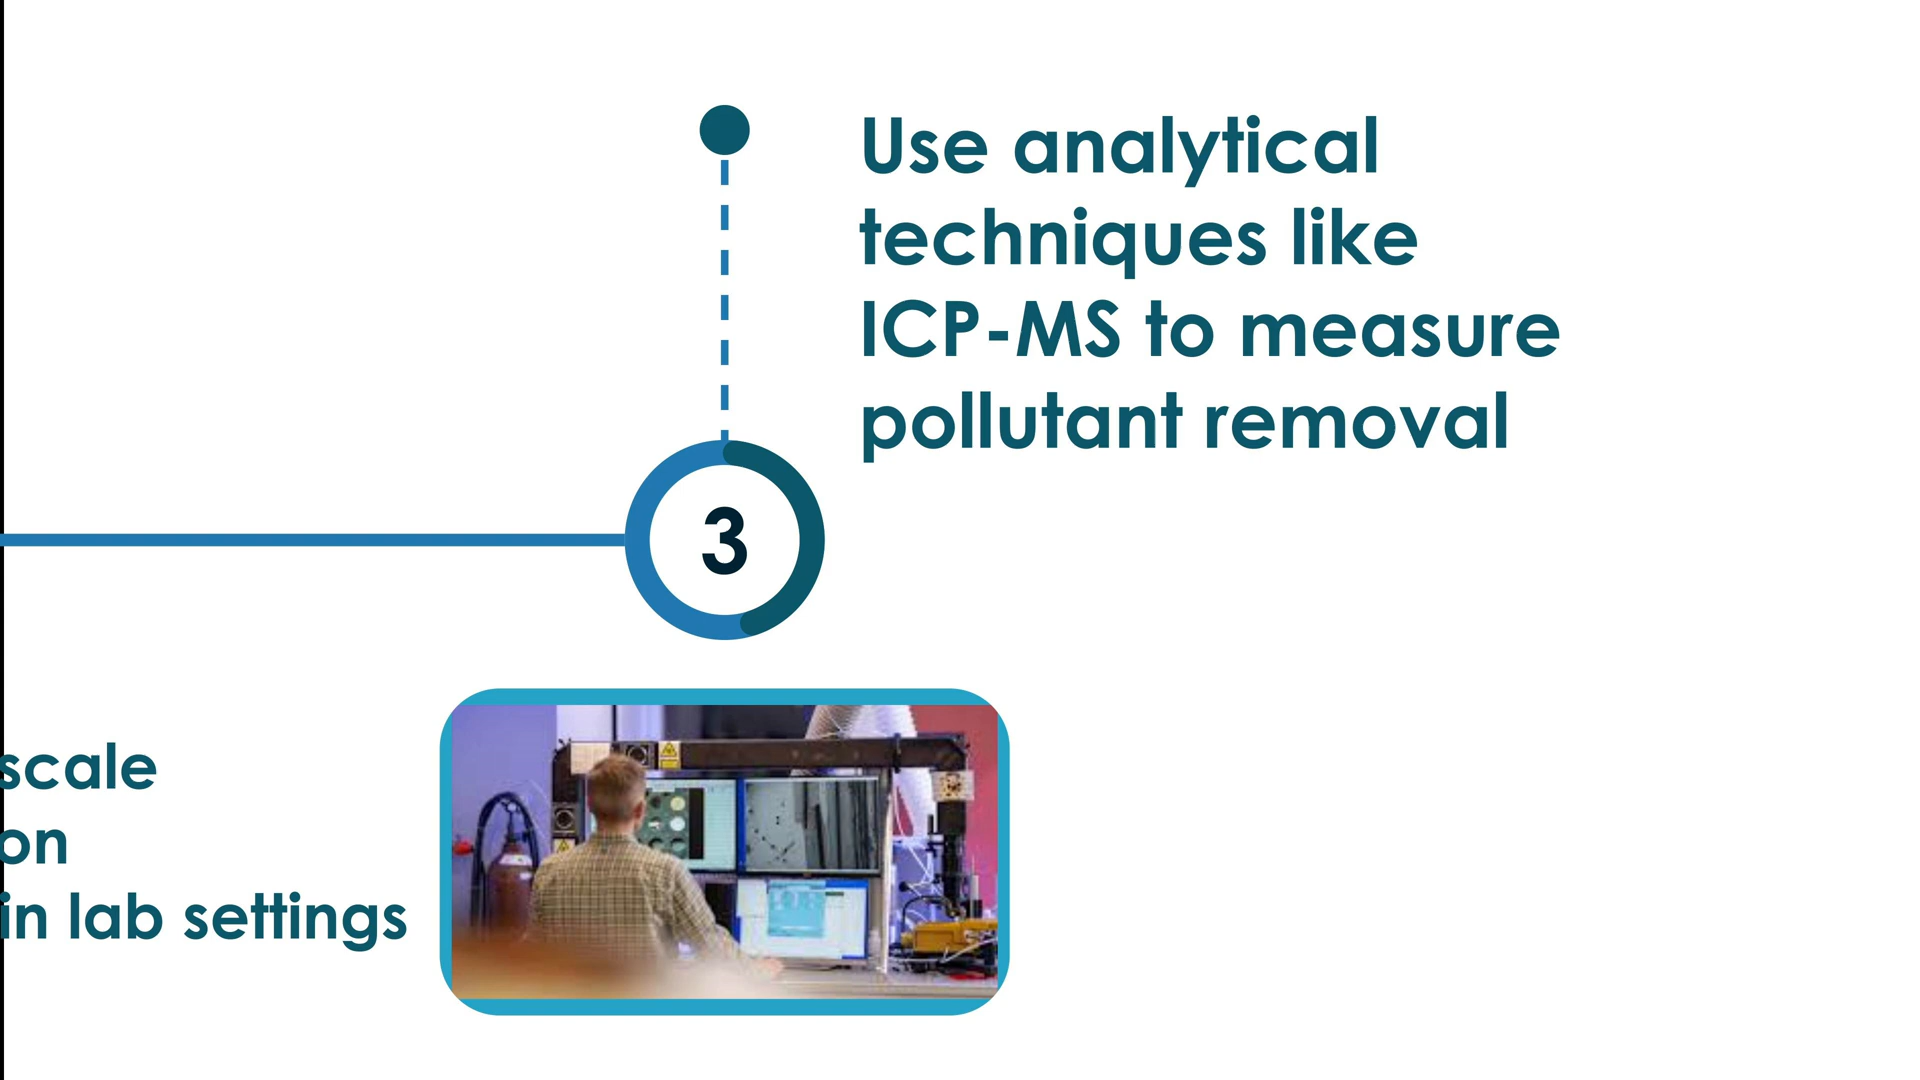 Use analytical
techniques like
ICP-MS to measure
pollutant removal
3
scale
on
in lab settings